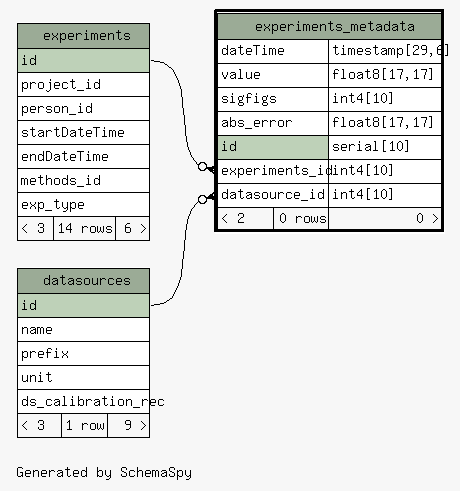 experiments
id
project_id
person_id
startDateTime
endDateTime
methods_id
exp_type
< 3 14 rows 6 >
experiments_metadata
dateTime timestamp[29,6]
value float8[17,17]
sigfigs int4[10]
abs_error float8[17,17]
id serial[10]
experiments_id int4[10]
datasource_id int4[10]
< 2 0 rows 0 >
datasources
id
name
prefix
unit
ds_calibration_rec
< 3 1 row 9 >
Generated by SchemaSpy